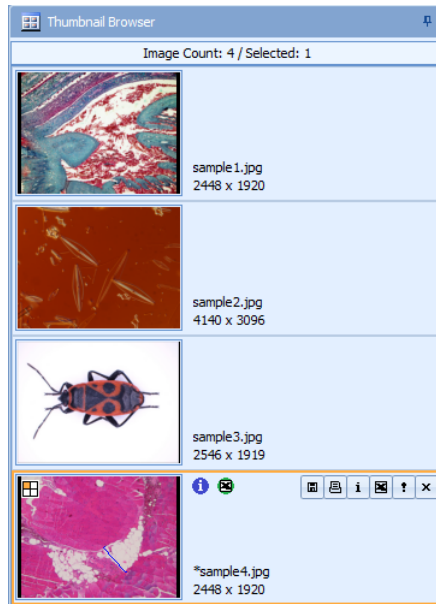 Thumbnail Browser
Image Count: 4 / Selected: 1
sample1.jpg
2448 x 1920
sample2.jpg
4140 x 3096
sample3.jpg
2546 x 1919
*sample4.jpg
2448 x 1920